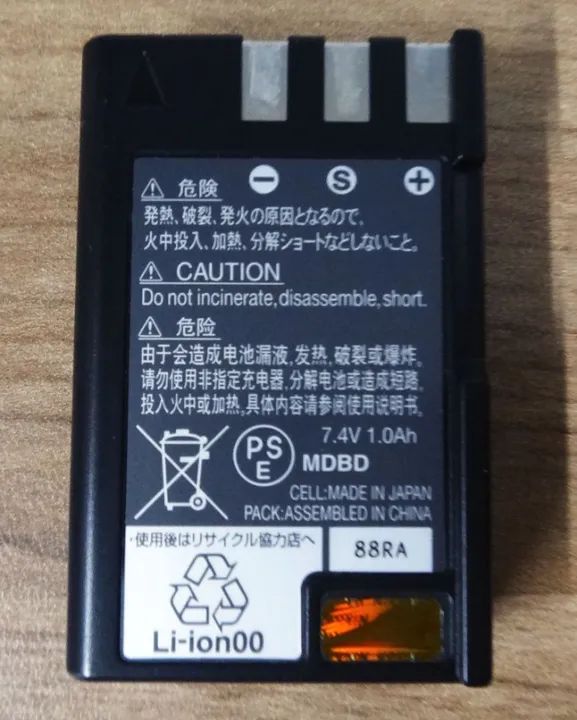 − S +
⚠ 危険
発熱、破裂、発火の原因となるので、
火中投入、加熱、分解ショートなどしないこと。
⚠ CAUTION
Do not incinerate, disassemble, short.
⚠ 危险
由于会造成电池漏液，发热，破裂或爆炸。
请勿使用非指定充电器，分解电池或造成短路，
投入火中或加热。具体内容请参阅使用说明书。
7.4V 1.0Ah
PS
E
MDBD
CELL:MADE IN JAPAN
PACK:ASSEMBLED IN CHINA
・使用後はリサイクル協力店へ
88RA
Li-ion00